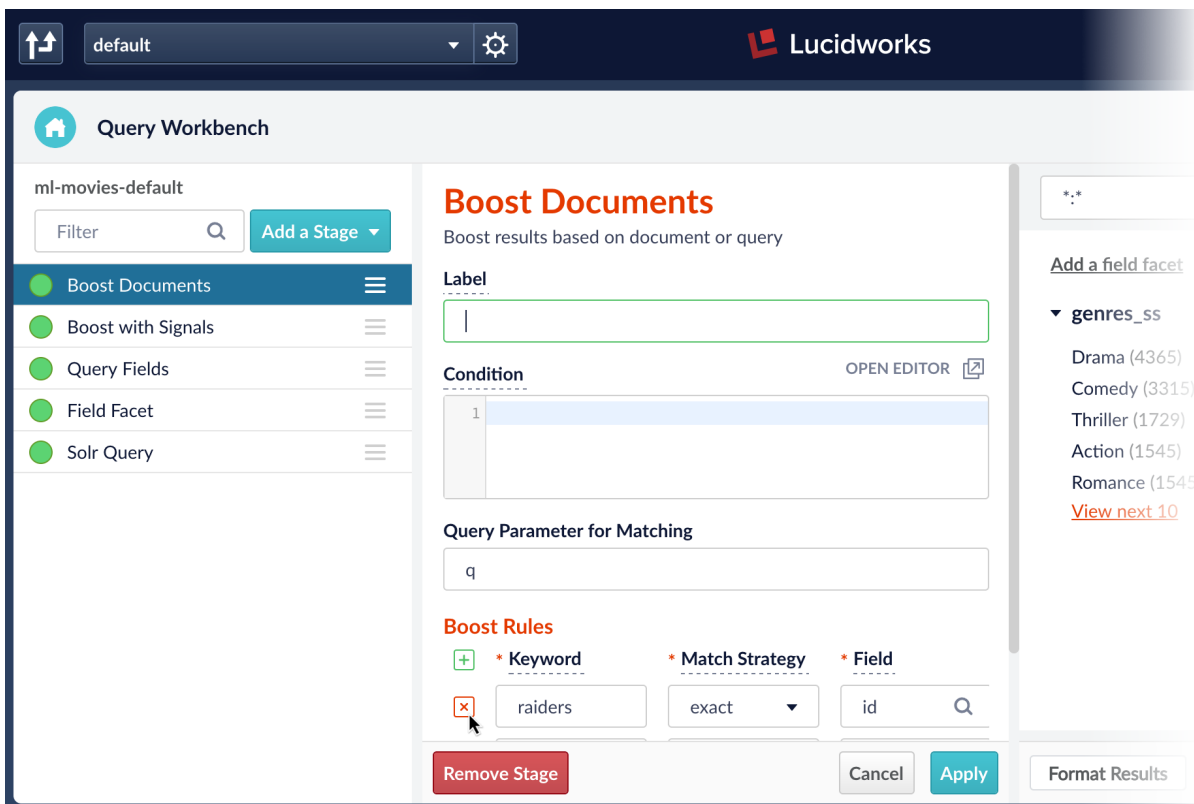 default
Lucidworks
Query Workbench
ml-movies-default
Filter
Add a Stage
Boost Documents
Boost with Signals
Query Fields
Field Facet
Solr Query
Boost Documents
Boost results based on document or query
Label
Condition
OPEN EDITOR
1
Query Parameter for Matching
q
Boost Rules
* Keyword * Match Strategy * Field
raiders exact id
Remove Stage
Cancel
Apply
*:*
Add a field facet
genres_ss
Drama (4365)
Comedy (3315)
Thriller (1729)
Action (1545)
Romance (1545
View next 10
Format Results